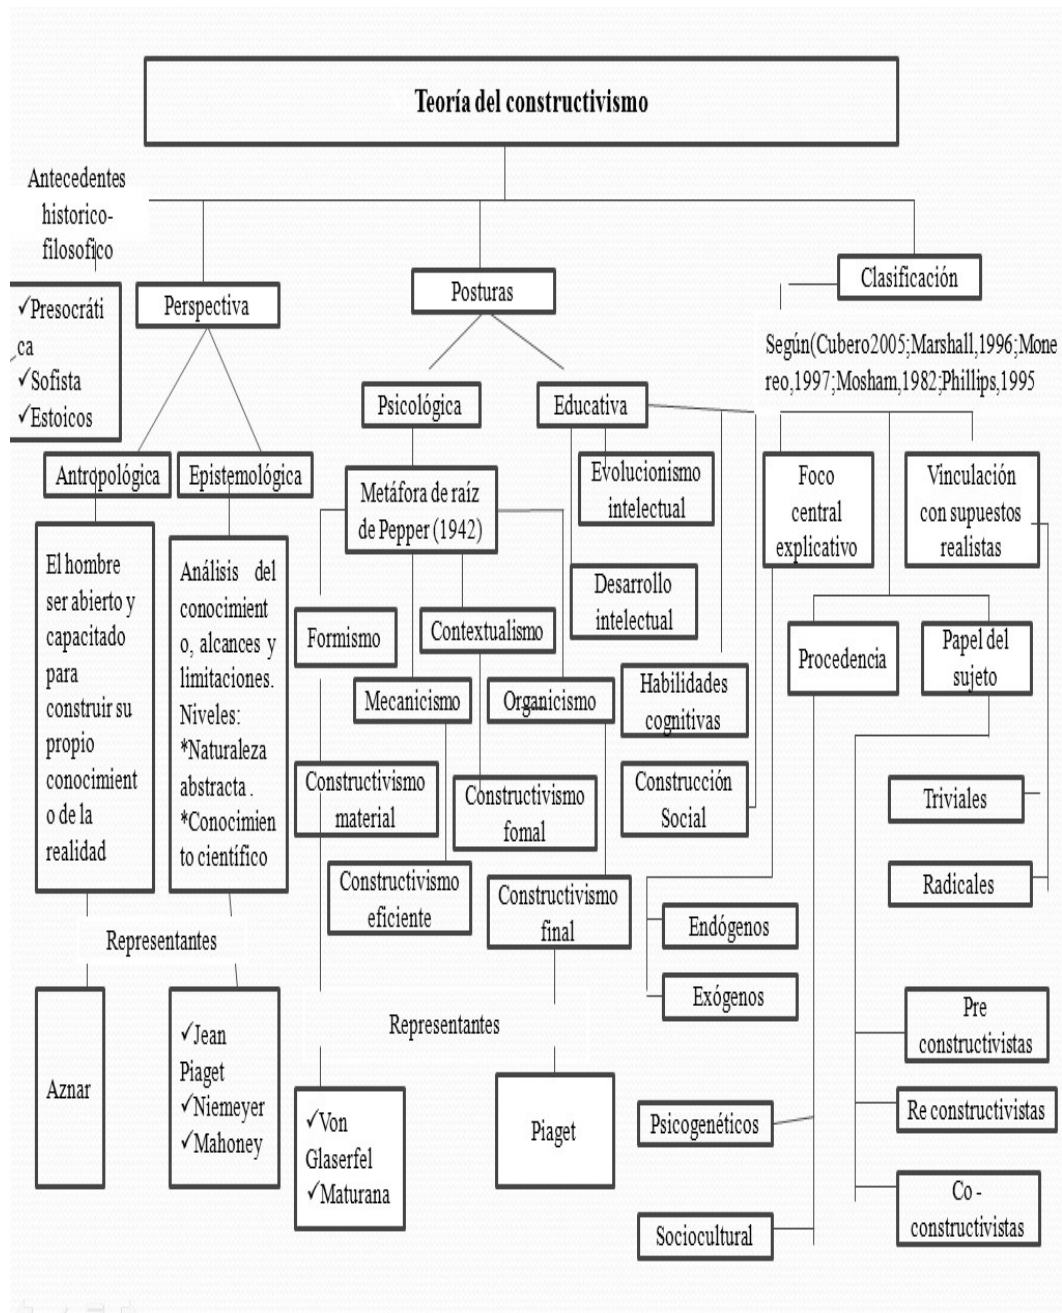 Teoría del constructivismo
Antecedentes
historico-
filosofico
✓Presocráti
ca
✓Sofista
✓Estoicos
Perspectiva
Posturas
Clasificación
Según(Cubero2005;Marshall,1996;Mone
reo,1997;Mosham,1982;Phillips,1995
Psicológica
Educativa
Antropológica
Epistemológica
Metáfora de raíz
de Pepper (1942)
Evolucionismo
intelectual
Foco
central
explicativo
Vinculación
con supuestos
realistas
El hombre
ser abierto y
capacitado
para
construir su
propio
conocimient
o de la
realidad
Análisis del
conocimient
o, alcances y
limitaciones.
Niveles:
*Naturaleza
abstracta .
*Conocimien
to científico
Desarrollo
intelectual
Formismo
Contextualismo
Procedencia
Papel del
sujeto
Mecanicismo
Organicismo
Habilidades
cognitivas
Constructivismo
material
Constructivismo
fomal
Construcción
Social
Triviales
Constructivismo
eficiente
Constructivismo
final
Radicales
Endógenos
Exógenos
Representantes
Aznar
✓Jean
Piaget
✓Niemeyer
✓Mahoney
Representantes
✓Von
Glaserfel
✓Maturana
Piaget
Pre
constructivistas
Psicogenéticos
Re constructivistas
Sociocultural
Co -
constructivistas